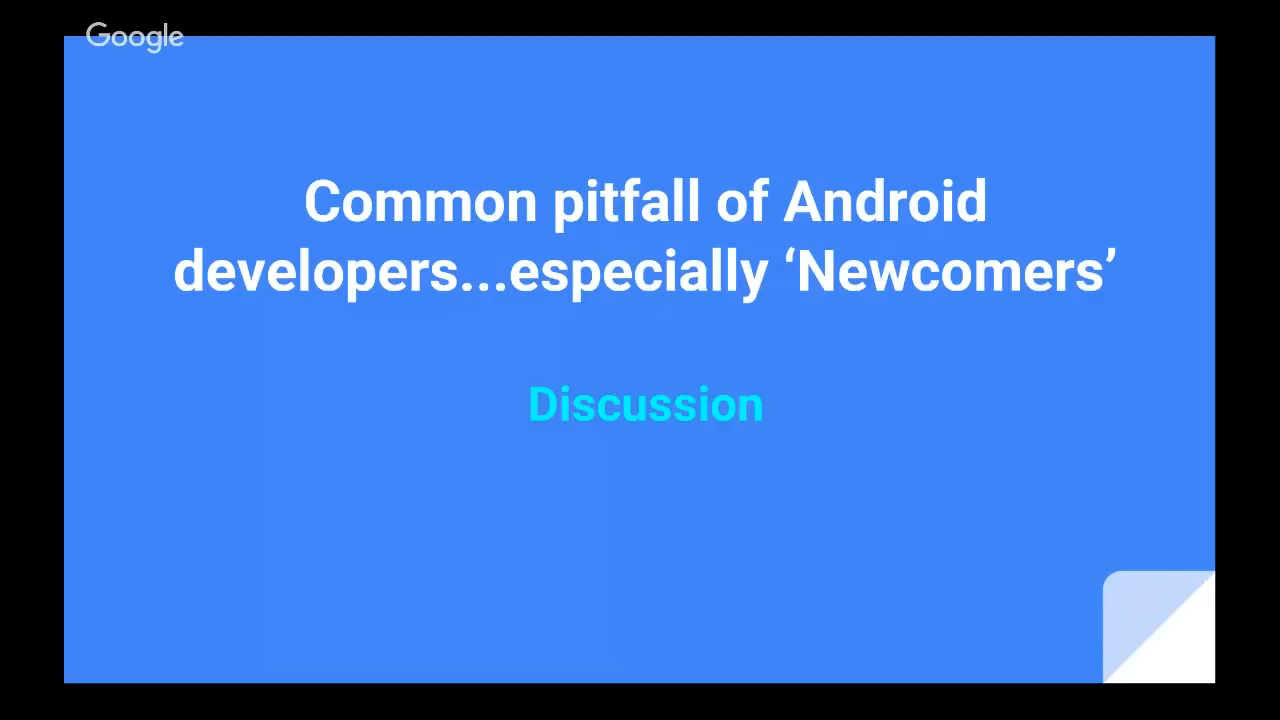 Google
Common pitfall of Android
developers...especially ‘Newcomers’
Discussion